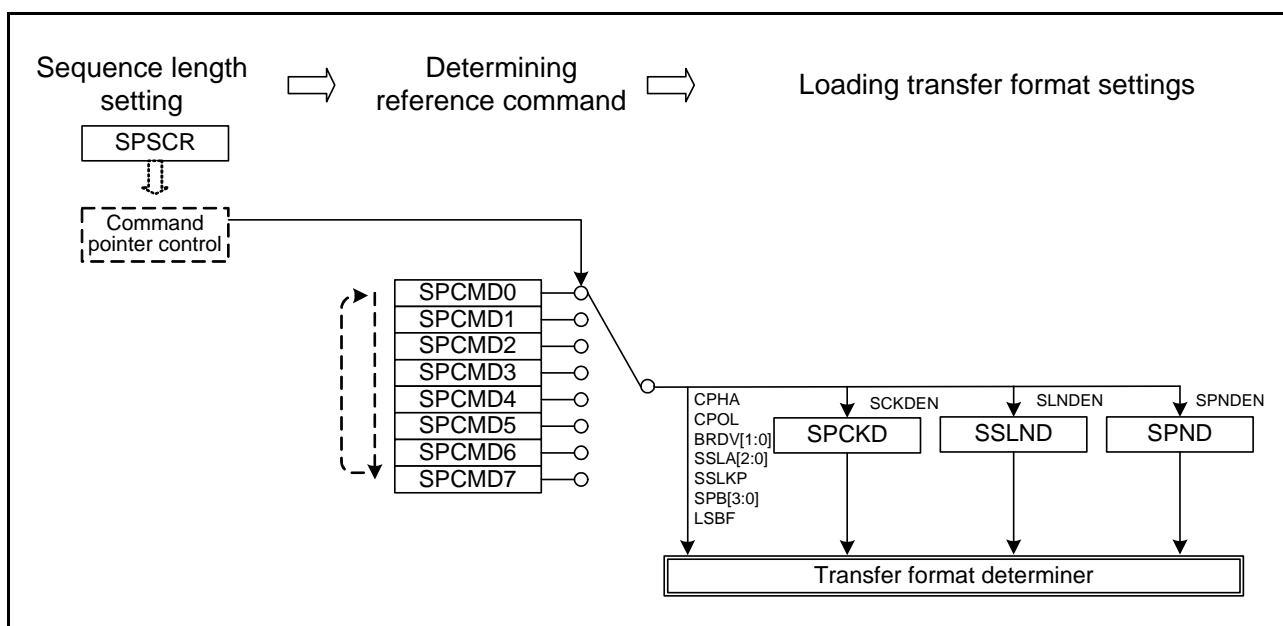 Sequence length
setting
Determining
reference command
Loading transfer format settings
SPSCR
Command
pointer control
SPCMD0
SPCMD1
SPCMD2
SPCMD3
SPCMD4
SPCMD5
SPCMD6
SPCMD7
CPHA
CPOL
BRDV[1:0]
SSLA[2:0]
SSLKP
SPB[3:0]
LSBF
SCKDEN
SPCKD
SLNDEN
SSLND
SPNDEN
SPND
Transfer format determiner